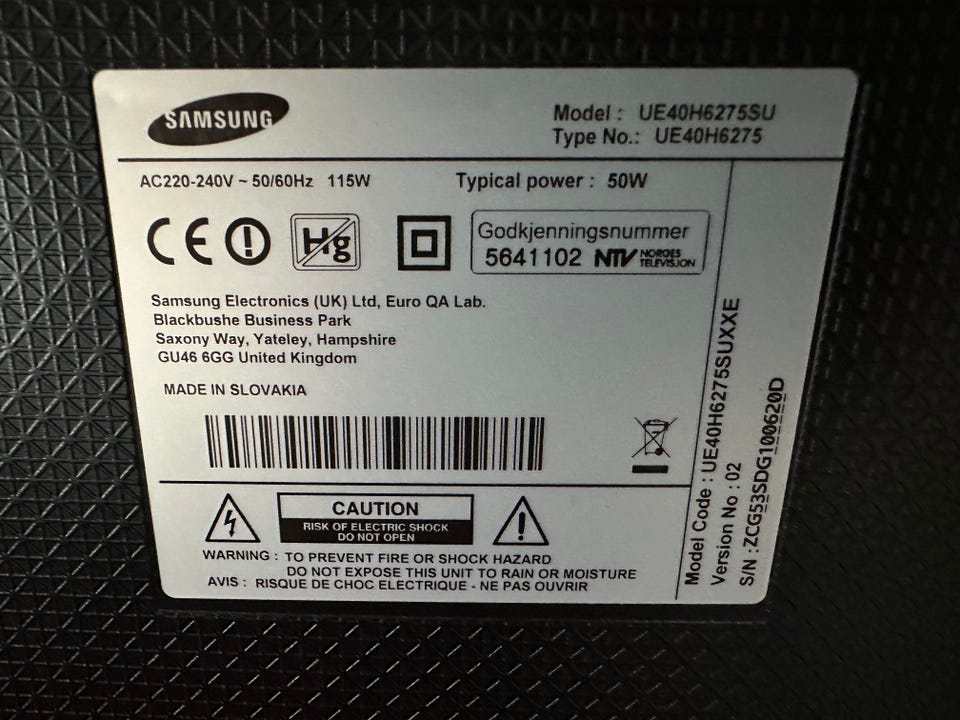 SAMSUNG
Model : UE40H6275SU
Type No.: UE40H6275
AC220-240V ~ 50/60Hz 115W
Typical power : 50W
CE
Hg
Godkjenningsnummer
5641102 NTV NORGES TELEVISJON
Samsung Electronics (UK) Ltd, Euro QA Lab.
Blackbushe Business Park
Saxony Way, Yateley, Hampshire
GU46 6GG United Kingdom
MADE IN SLOVAKIA
CAUTION
RISK OF ELECTRIC SHOCK
DO NOT OPEN
WARNING : TO PREVENT FIRE OR SHOCK HAZARD
DO NOT EXPOSE THIS UNIT TO RAIN OR MOISTURE
AVIS : RISQUE DE CHOC ELECTRIQUE - NE PAS OUVRIR
Model Code : UE40H6275SUXXE
Version No : 02
S/N :ZCG53SDG100620D